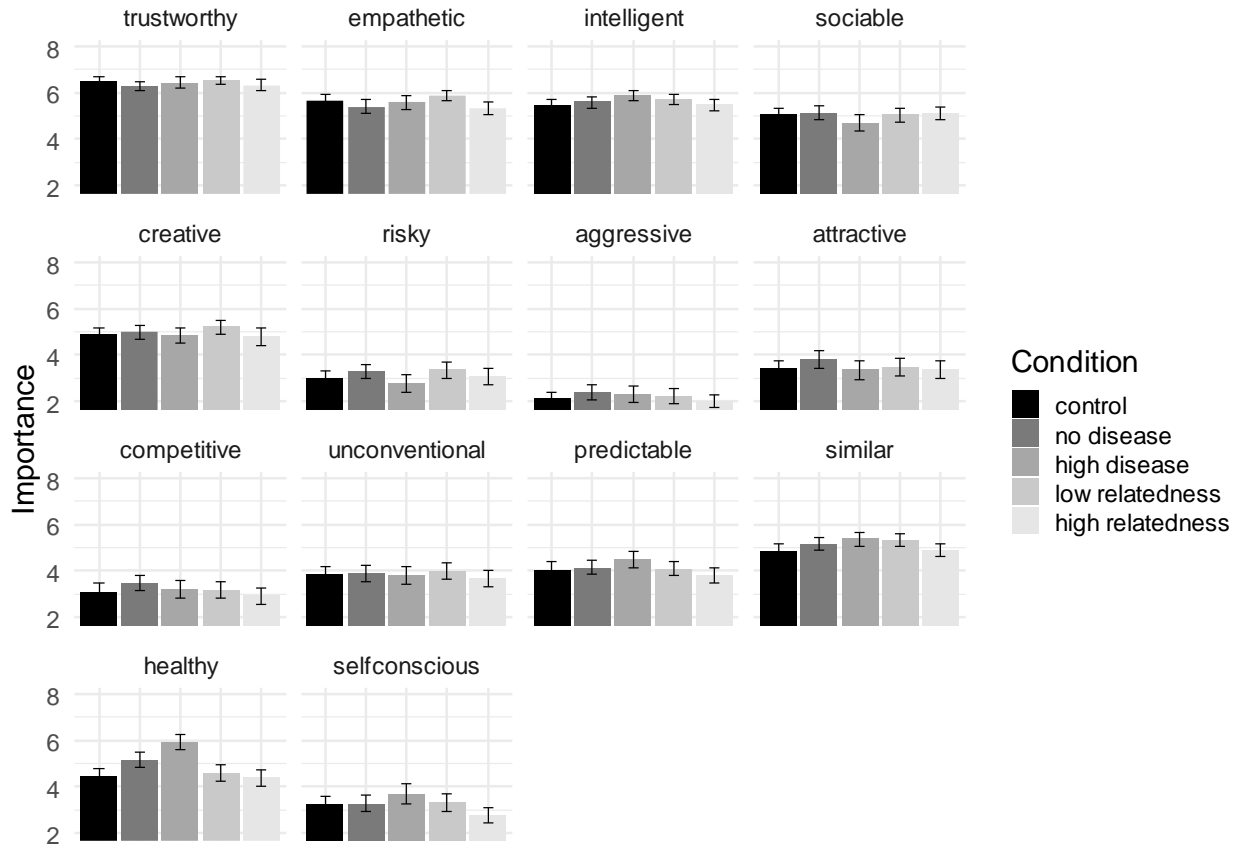 trustworthy empathetic intelligent sociable
8
6
4
2
creative risky aggressive attractive
8
6
4
2
competitive unconventional predictable similar
8
6
4
2
healthy selfconscious
8
6
4
2
Importance
Condition
control
no disease
high disease
low relatedness
high relatedness